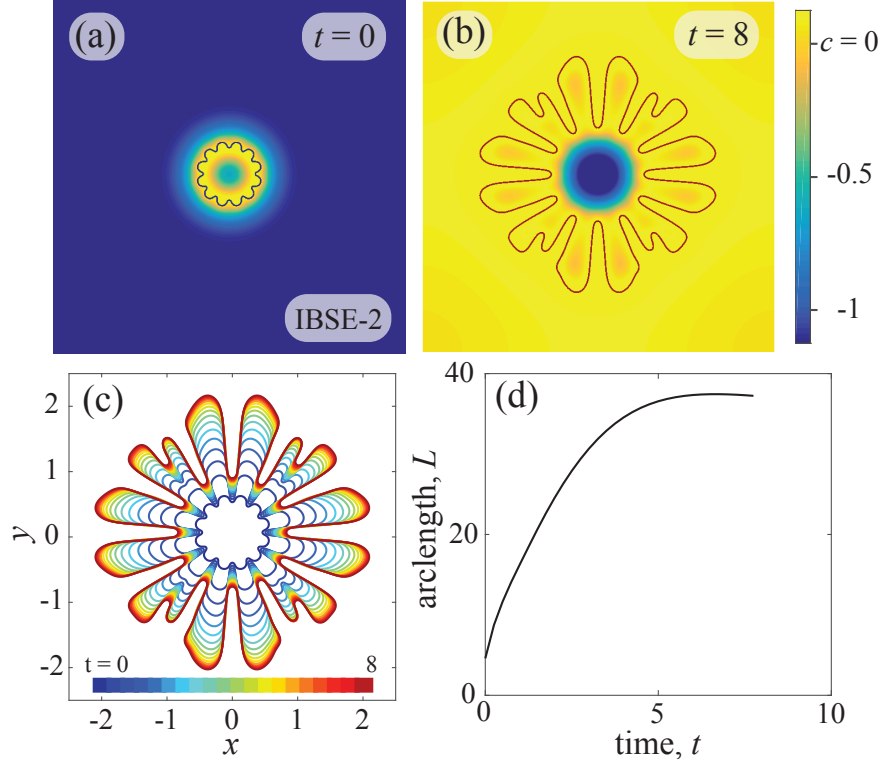 (a)
t = 0
IBSE-2
(b)
t = 8
c = 0
-0.5
-1
(c)
2
1
0
-1
-2
y
t = 0
8
-2
-1
0
1
2
x
(d)
40
20
0
arclength, L
0
5
10
time, t